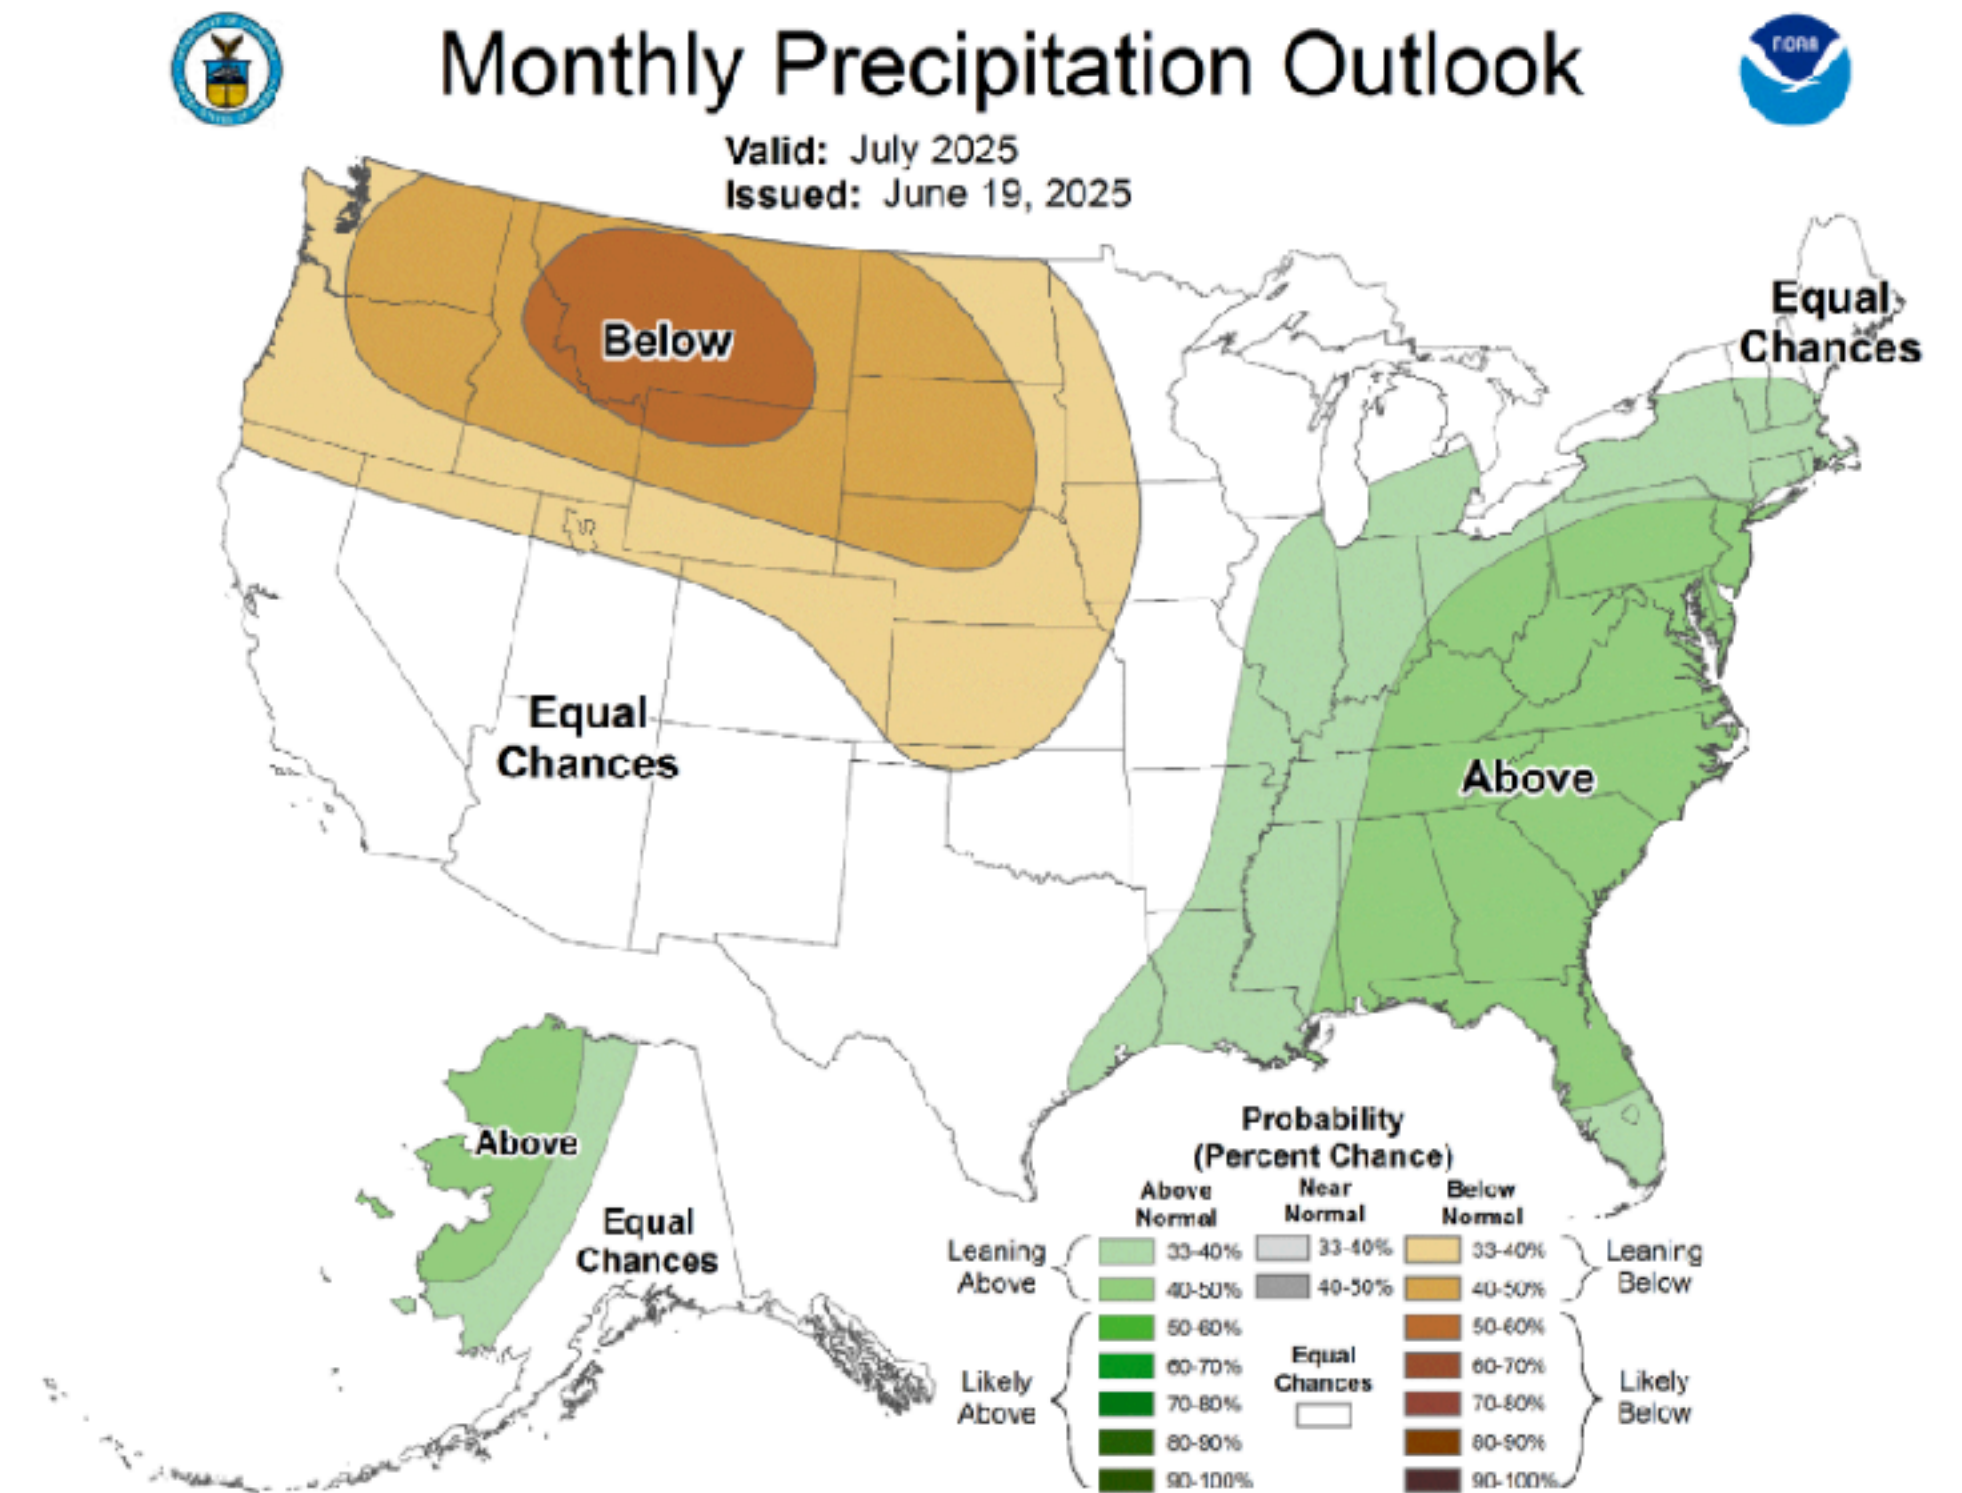 Monthly Precipitation Outlook
NOAA
Valid: July 2025
Issued: June 19, 2025
Below
Equal
Chances
Equal
Chances
Above
Above
Equal
Chances
Probability
(Percent Chance)
Above
Normal
Near
Normal
Below
Normal
Leaning
Above
33-40%
40-50%
33-40%
40-50%
33-40%
40-50%
Leaning
Below
Likely
Above
50-60%
60-70%
70-80%
80-90%
90-100%
Equal
Chances
50-60%
60-70%
70-80%
80-90%
90-100%
Likely
Below